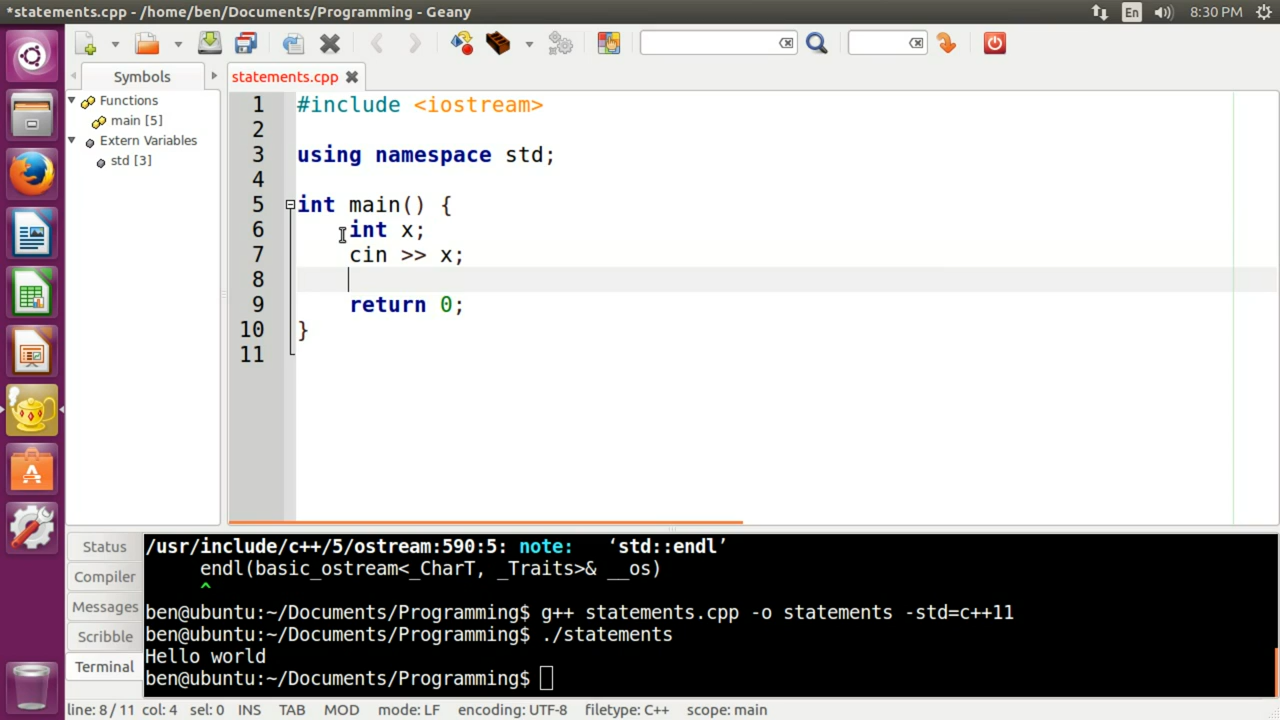 *statements.cpp - /home/ben/Documents/Programming - Geany
En
8:30 PM
Symbols
statements.cpp
Functions
main [5]
Extern Variables
std [3]
1 #include <iostream>
2
3 using namespace std;
4
5 int main() {
6 int x;
7 cin >> x;
8
9 return 0;
10 }
11
Status
Compiler
Messages
Scribble
Terminal
/usr/include/c++/5/ostream:590:5: note:   ‘std::endl’
endl(basic_ostream<_CharT, _Traits>& __os)
^
ben@ubuntu:~/Documents/Programming$ g++ statements.cpp -o statements -std=c++11
ben@ubuntu:~/Documents/Programming$ ./statements
Hello world
ben@ubuntu:~/Documents/Programming$
line: 8 / 11 col: 4 sel: 0 INS TAB MOD mode: LF encoding: UTF-8 filetype: C++ scope: main